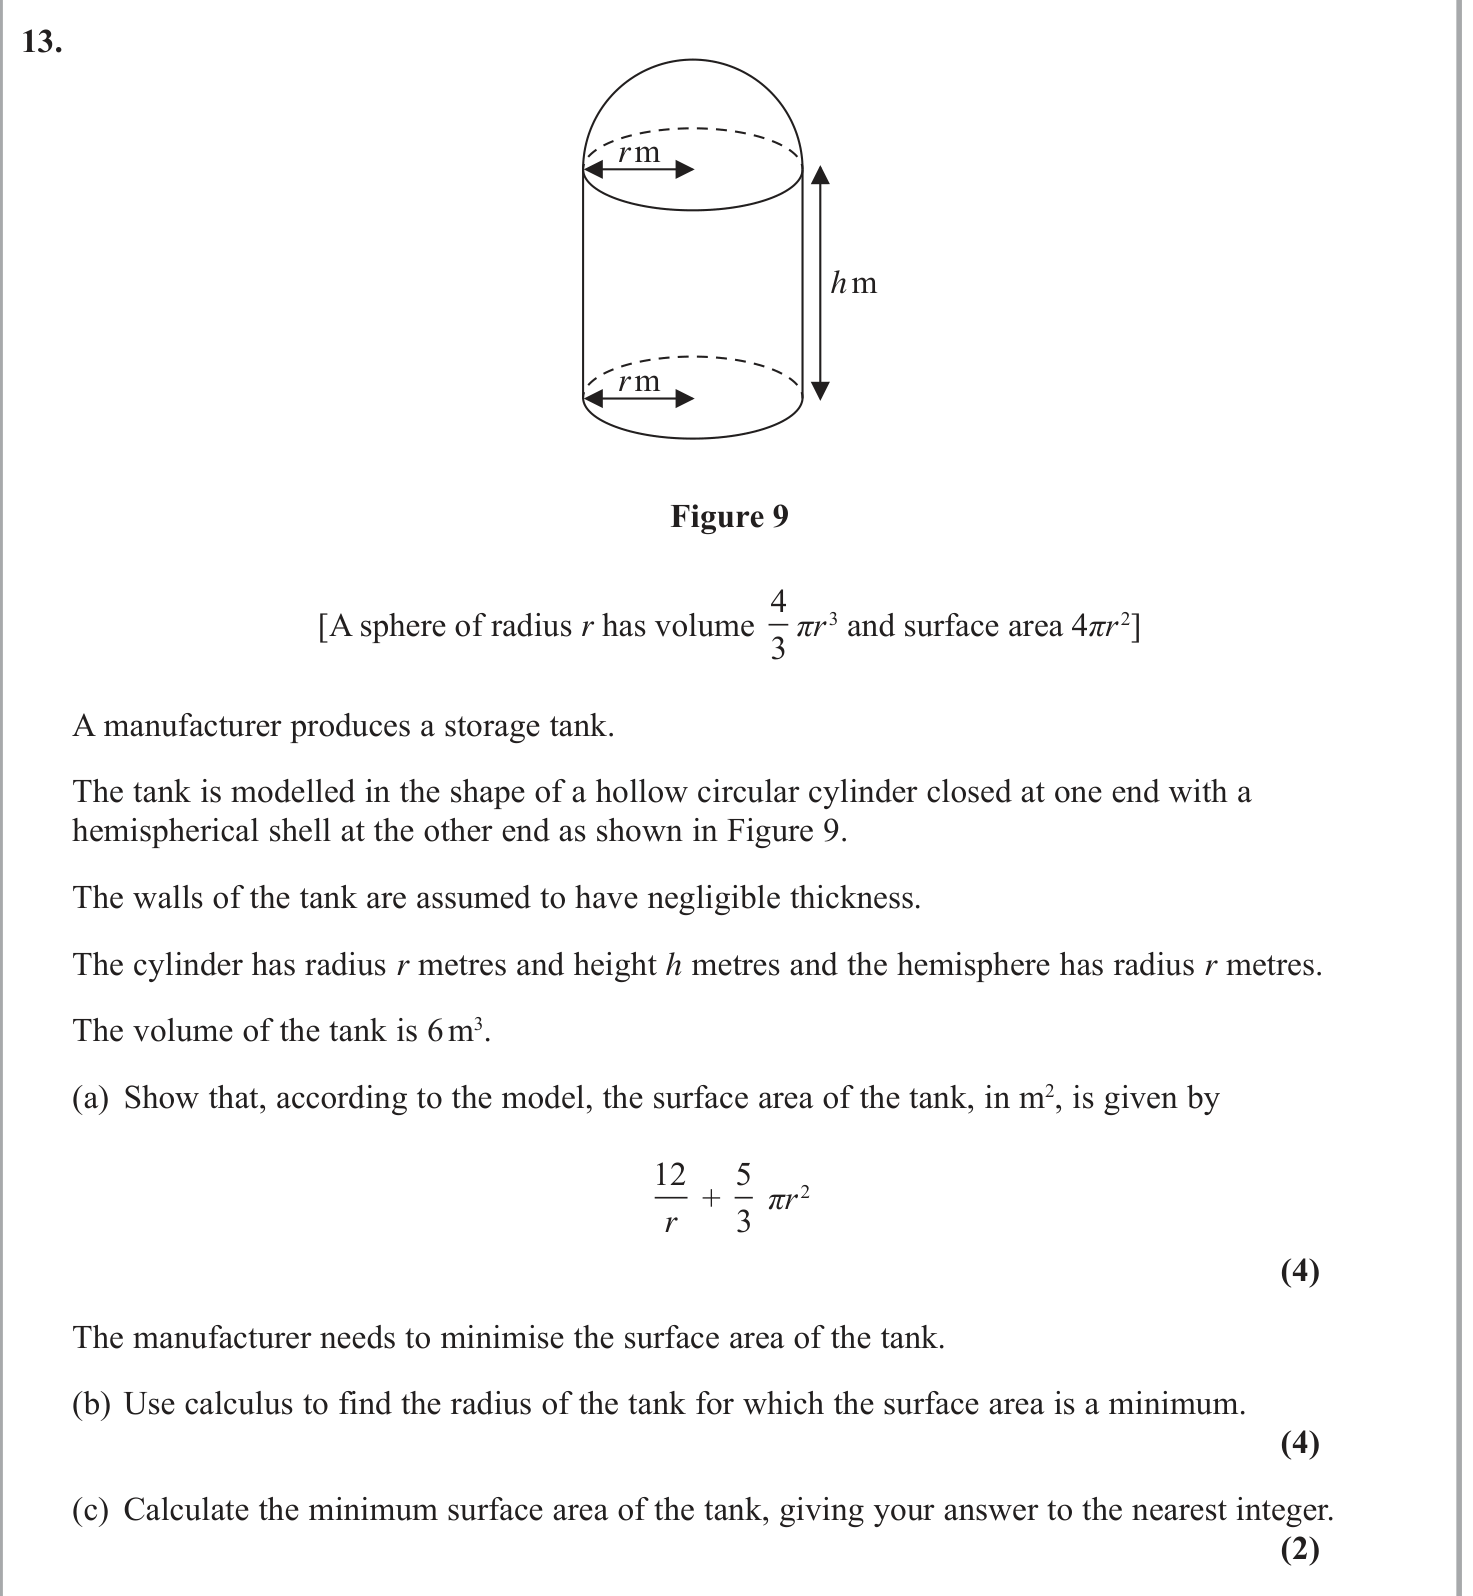 13.
r m
h m
r m
Figure 9
[A sphere of radius r has volume 4/3 πr³ and surface area 4πr²]
A manufacturer produces a storage tank.
The tank is modelled in the shape of a hollow circular cylinder closed at one end with a
hemispherical shell at the other end as shown in Figure 9.
The walls of the tank are assumed to have negligible thickness.
The cylinder has radius r metres and height h metres and the hemisphere has radius r metres.
The volume of the tank is 6 m³.
(a) Show that, according to the model, the surface area of the tank, in m², is given by
12/r + 5/3 πr²
(4)
The manufacturer needs to minimise the surface area of the tank.
(b) Use calculus to find the radius of the tank for which the surface area is a minimum.
(4)
(c) Calculate the minimum surface area of the tank, giving your answer to the nearest integer.
(2)